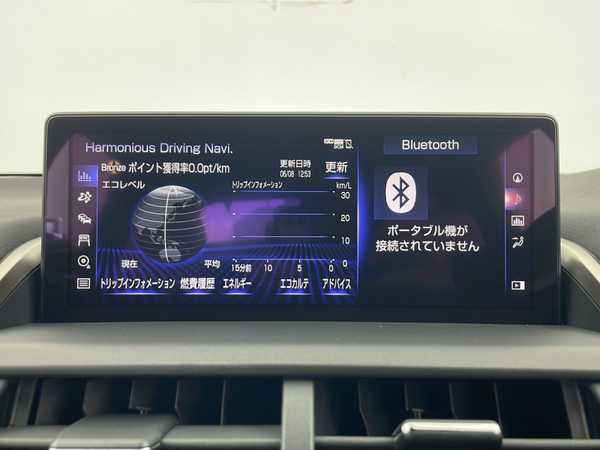 Harmonious Driving Navi.
Bronze ポイント獲得率0.0pt/km
更新日時
06/08 12:53
更新
エコレベル
トリップインフォメーション
km/L
30
20
10
0
現在
平均
15分前 10 5 0
トリップインフォメーション 燃費履歴 エネルギー エコカルテ アドバイス
Bluetooth
ポータブル機が
接続されていません